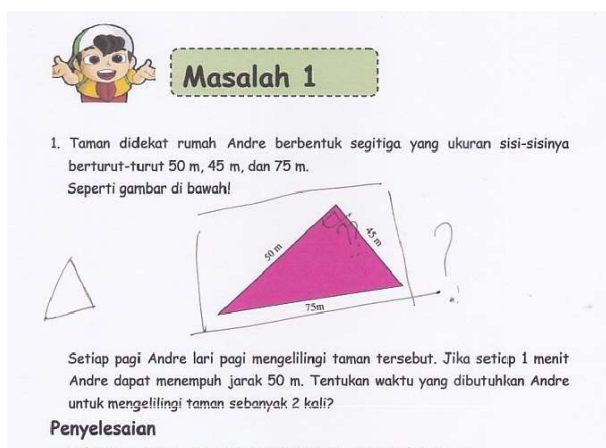 Masalah 1
1. Taman didekat rumah Andre berbentuk segitiga yang ukuran sisi-sisinya
berturut-turut 50 m, 45 m, dan 75 m.
Seperti gambar di bawah!
50 m
45 m
75m
?
Setiap pagi Andre lari pagi mengelilingi taman tersebut. Jika setiap 1 menit
Andre dapat menempuh jarak 50 m. Tentukan waktu yang dibutuhkan Andre
untuk mengelilingi taman sebanyak 2 kali?
Penyelesaian